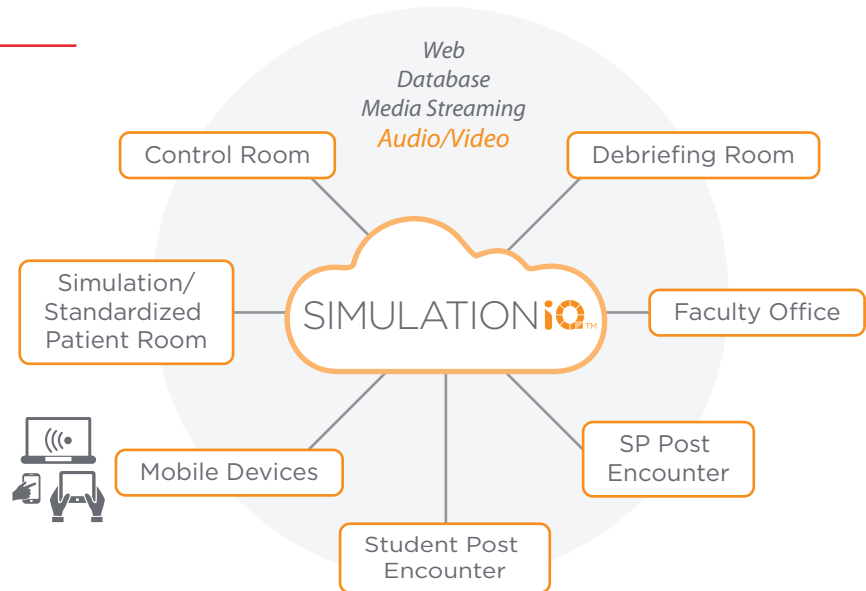 Web
Database
Media Streaming
Audio/Video
Control Room
Debriefing Room
Simulation/
Standardized
Patient Room
SIMULATIONiQ™
Faculty Office
Mobile Devices
SP Post
Encounter
Student Post
Encounter